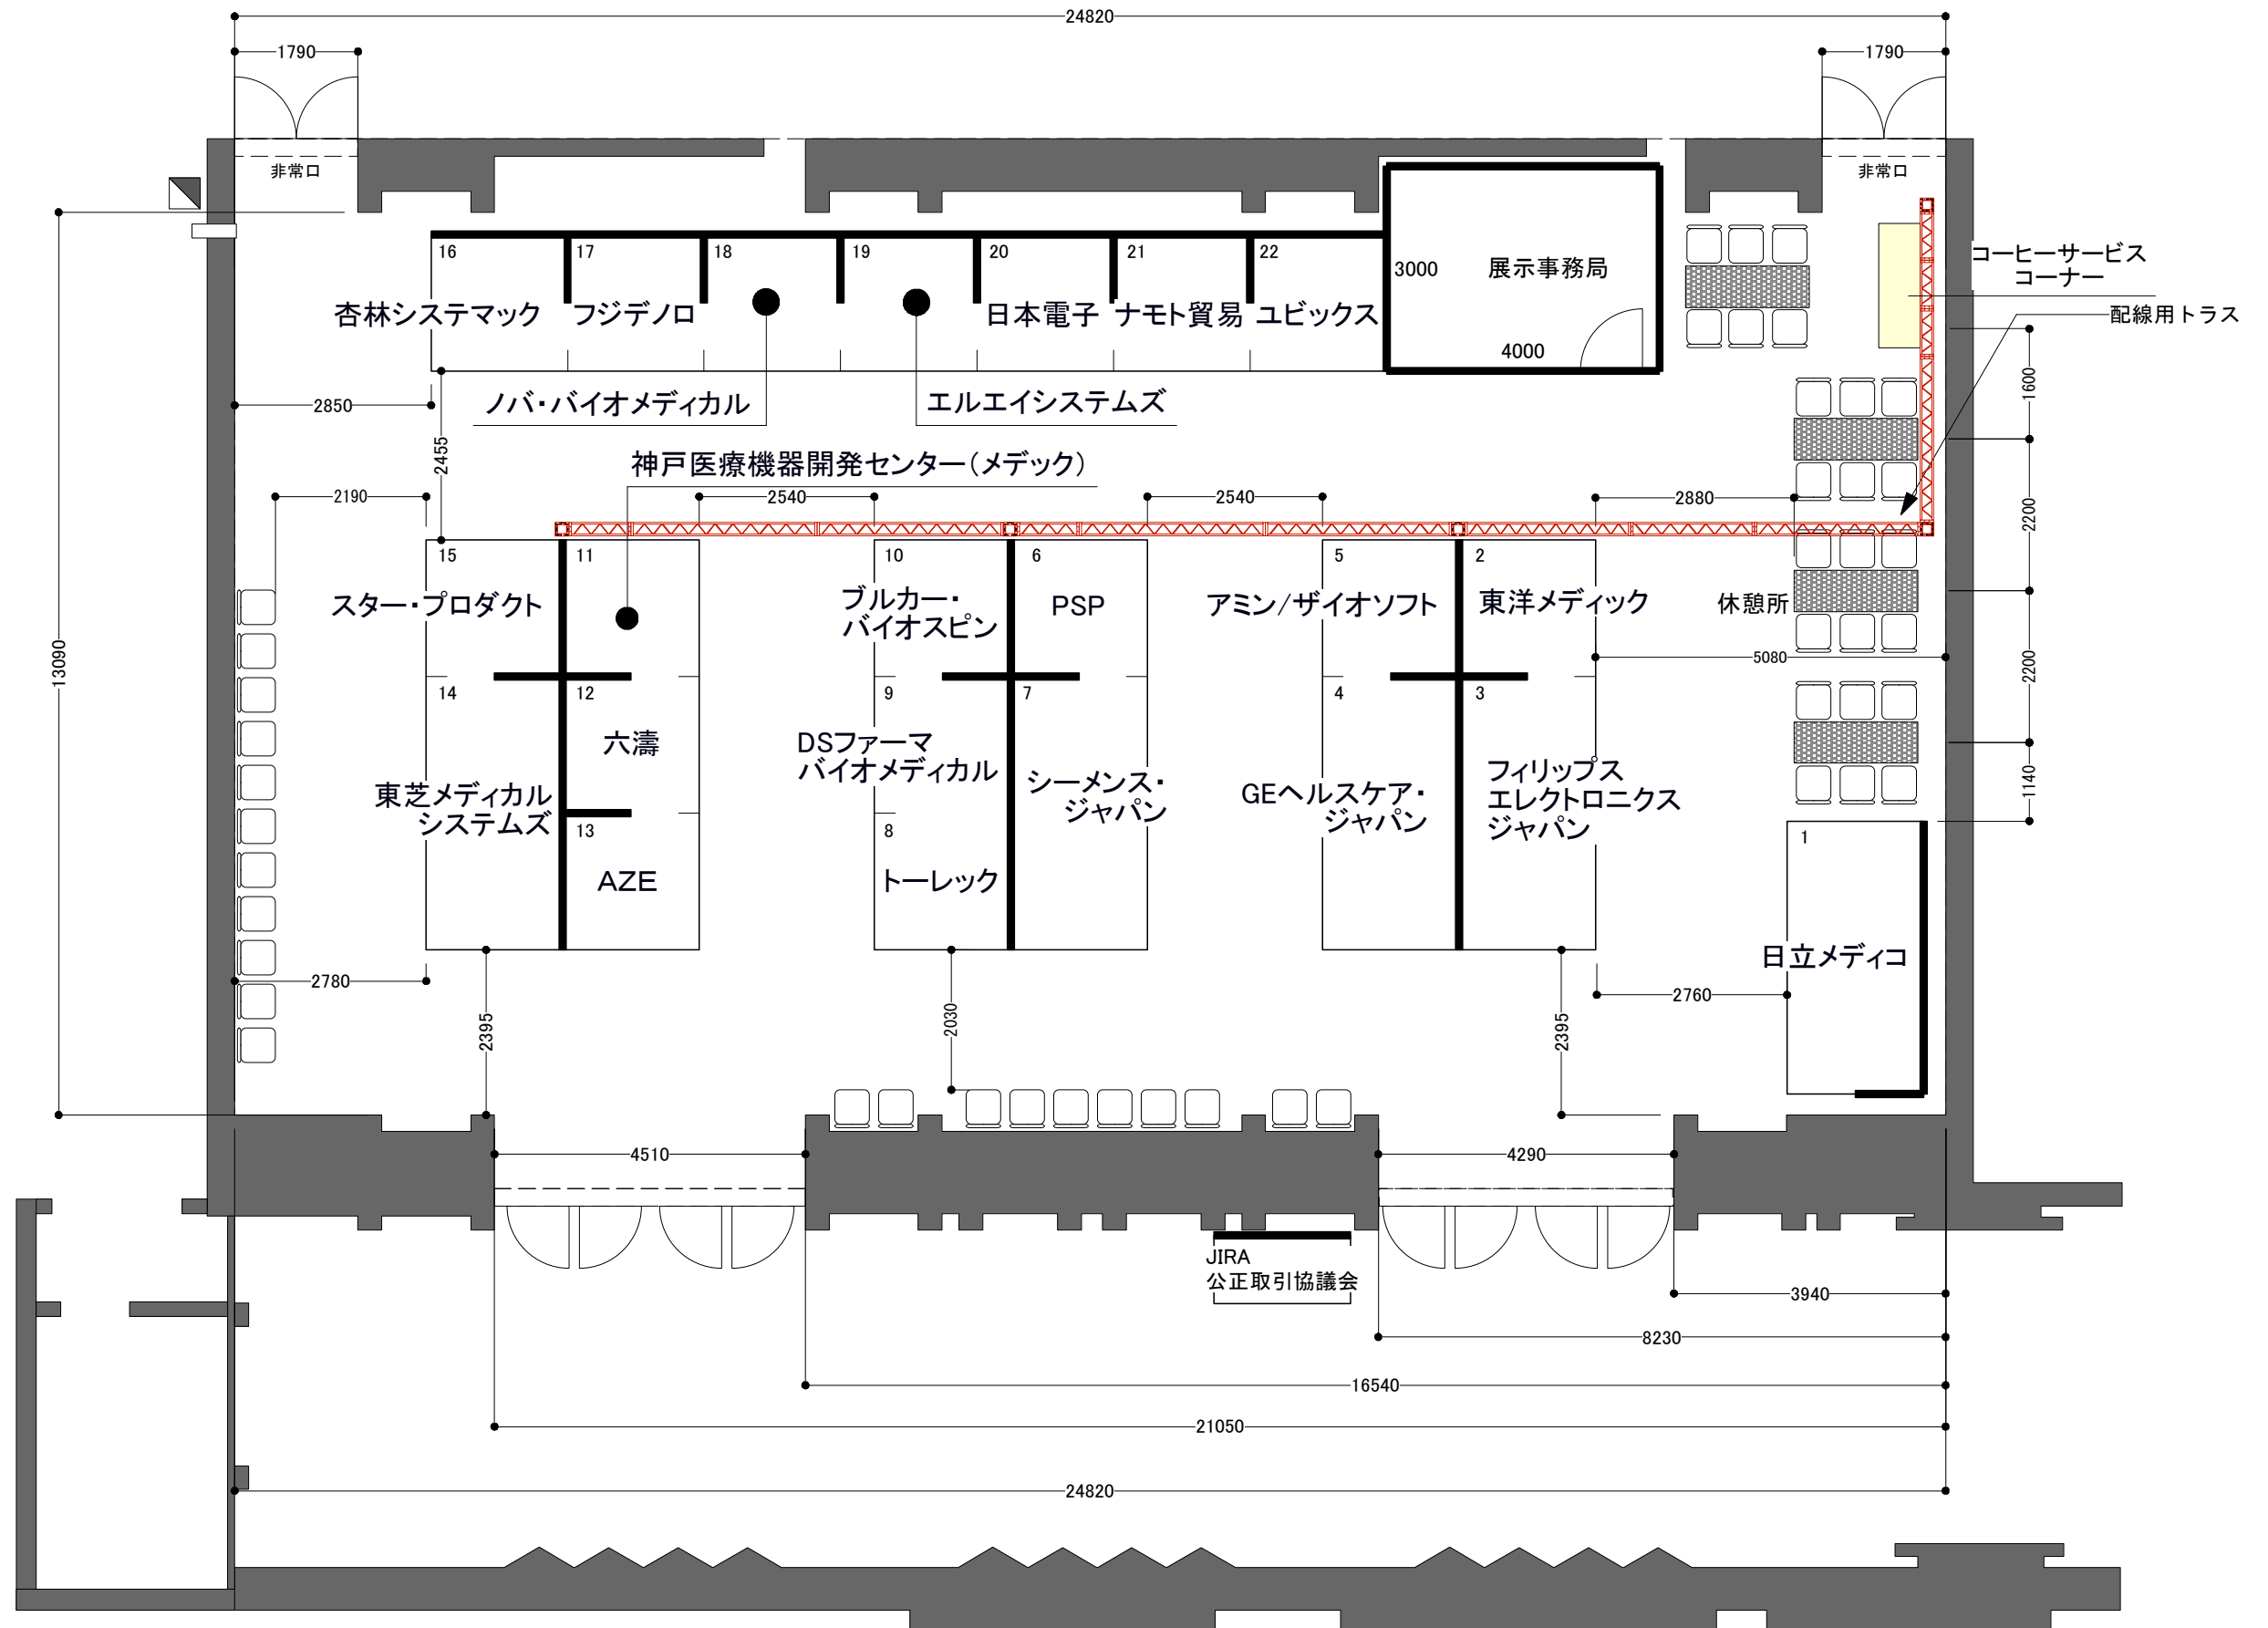 24820
1790
1790
非常口
非常口
16
17
18
19
20
21
22
杏林システマック
フジデノロ
日本電子
ナモト貿易
ユビックス
3000
展示事務局
4000
コーヒーサービス
コーナー
配線用トラス
ノバ・バイオメディカル
エルエイシステムズ
2850
2455
1600
神戸医療機器開発センター（メデック）
2190
2540
2540
2880
2200
15
11
10
6
5
2
スター・プロダクト
ブルカー・
バイオスピン
PSP
アミン/ザイオソフト
東洋メディック
休憩所
13090
5080
2200
14
12
9
7
4
3
六濤
DSファーマ
バイオメディカル
シーメンス・
ジャパン
GEヘルスケア・
ジャパン
フィリップス
エレクトロニクス
ジャパン
1140
東芝メディカル
システムズ
13
8
1
AZE
トーレック
日立メディコ
2780
2395
2030
2395
2760
4510
4290
JIRA
公正取引協議会
3940
8230
16540
21050
24820